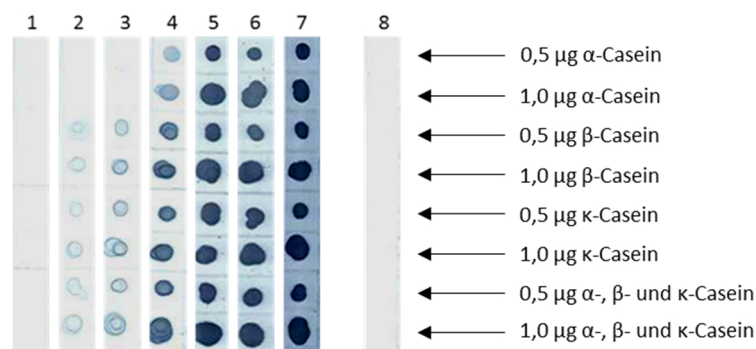 1 2 3 4 5 6 7 8
0,5 µg α-Casein
1,0 µg α-Casein
0,5 µg β-Casein
1,0 µg β-Casein
0,5 µg κ-Casein
1,0 µg κ-Casein
0,5 µg α-, β- und κ-Casein
1,0 µg α-, β- und κ-Casein